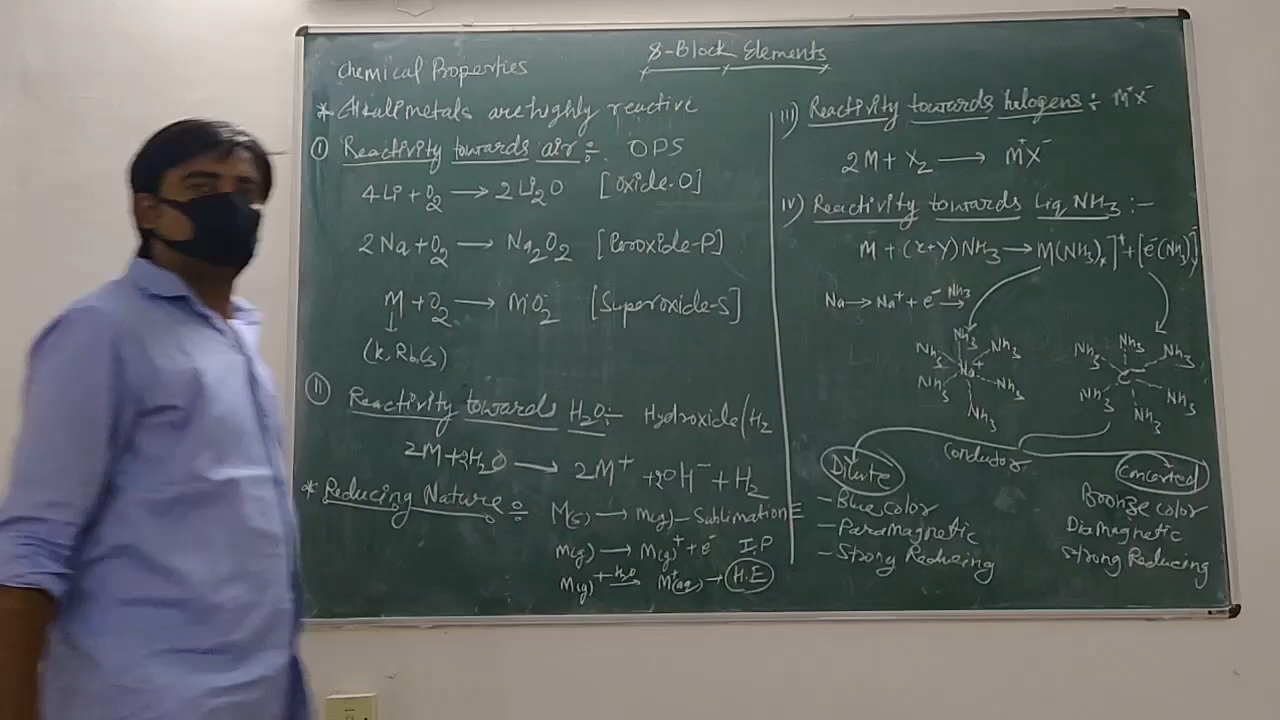 S-Block Elements
Chemical Properties
* Alkali metals are highly reactive
(I) Reactivity towards air :- OPS
4Li + O2 → 2Li2O [Oxide-O]
2Na + O2 → Na2O2 [Peroxide-P]
M + O2 → MO2 [Superoxide-S]
↓
(K, Rb, Cs)
(II) Reactivity towards H2O :- Hydroxide/H2
2M + 2H2O → 2M⁺ + 2OH⁻ + H2
* Reducing Nature :- M(s) → M(g) - Sublimation E
M(g) → M(g)⁺ + e⁻ I.P
M(g)⁺ H2O → M⁺(aq) → H.E
III) Reactivity towards halogens :- M⁺X⁻
2M + X2 → M⁺X⁻
IV) Reactivity towards Liq. NH3 :-
M + (x+y)NH3 → M(NH3)x]⁺ + [e⁻(NH3)y]⁻
Na → Na⁺ + e⁻ NH3 →
NH3 NH3 NH3 Na⁺ NH3 NH3 NH3
NH3 NH3 NH3 e⁻ NH3 NH3 NH3
Conductor
Dilute
- Blue color
- Paramagnetic
- Strong Reducing
Concerted
Bronze color
Diamagnetic
Strong Reducing